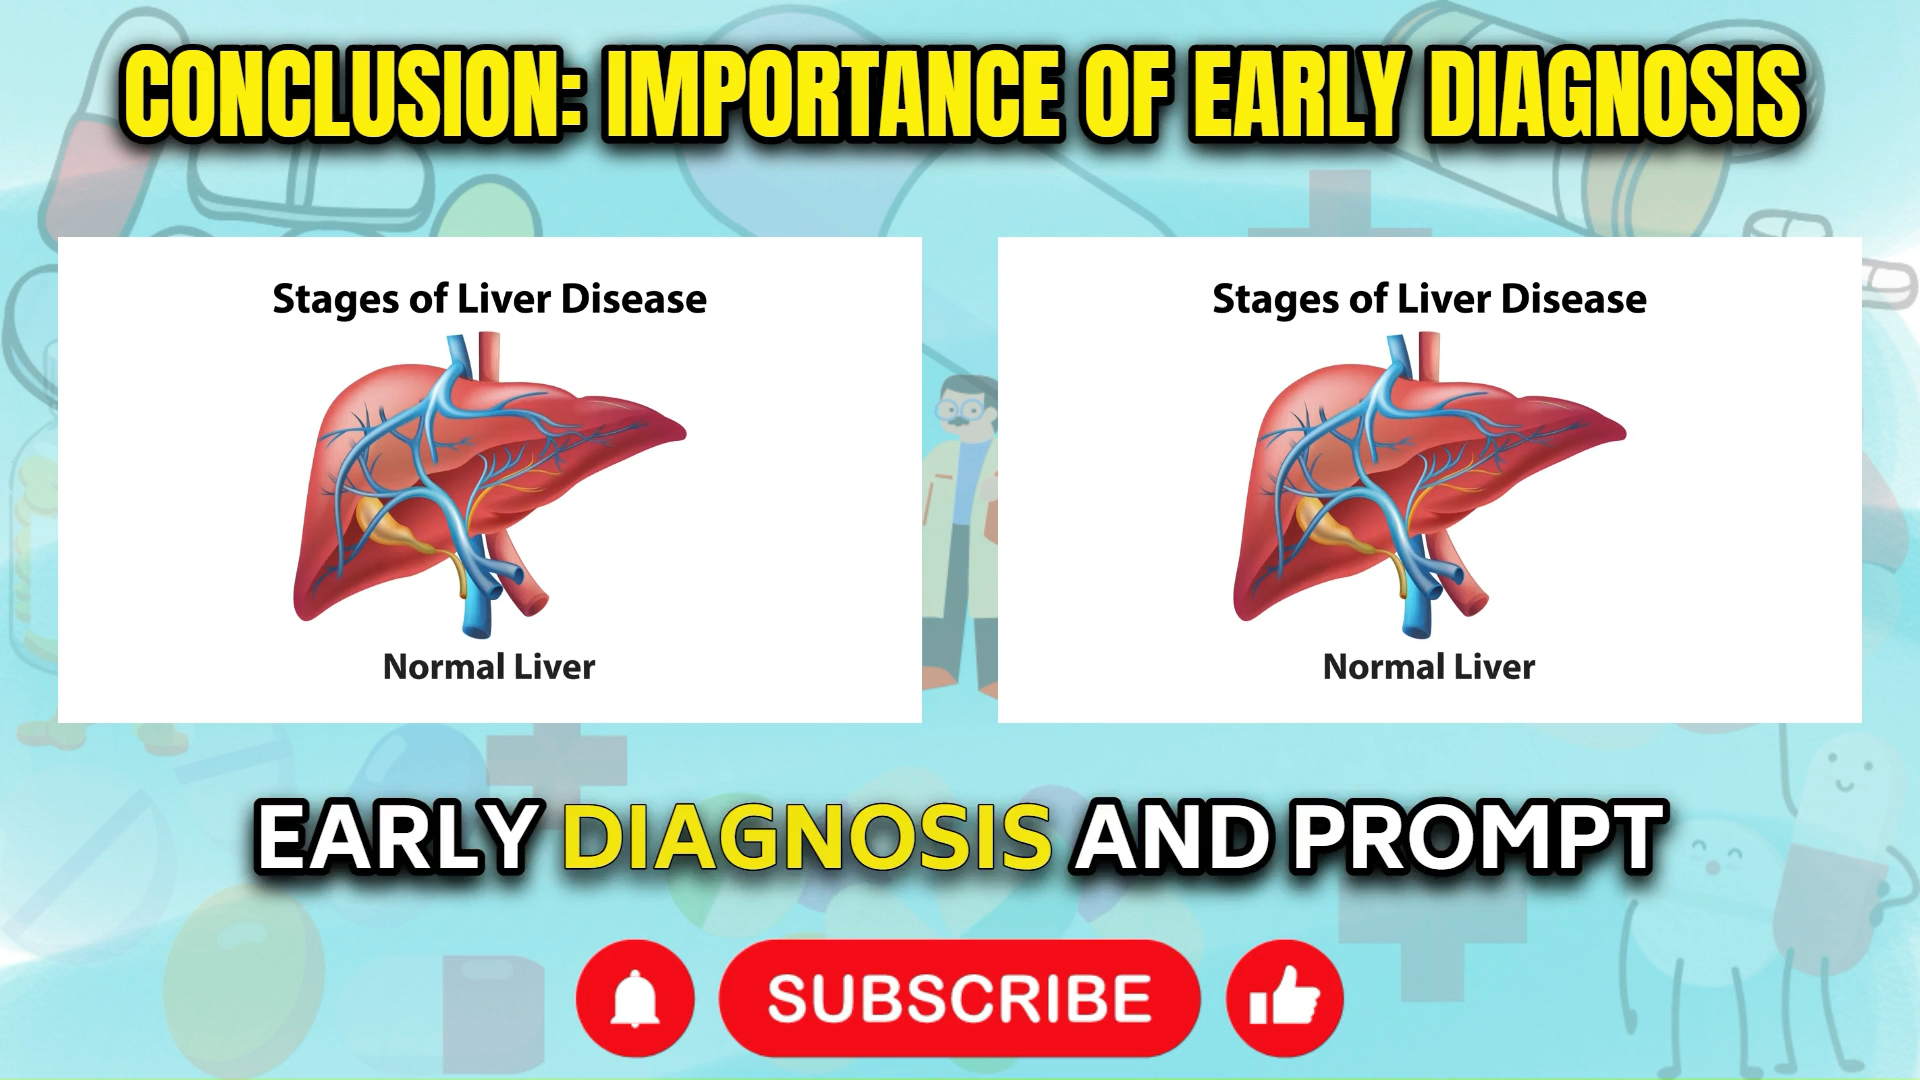 CONCLUSION: IMPORTANCE OF EARLY DIAGNOSIS
Stages of Liver Disease
Normal Liver
Stages of Liver Disease
Normal Liver
EARLY DIAGNOSIS AND PROMPT
SUBSCRIBE